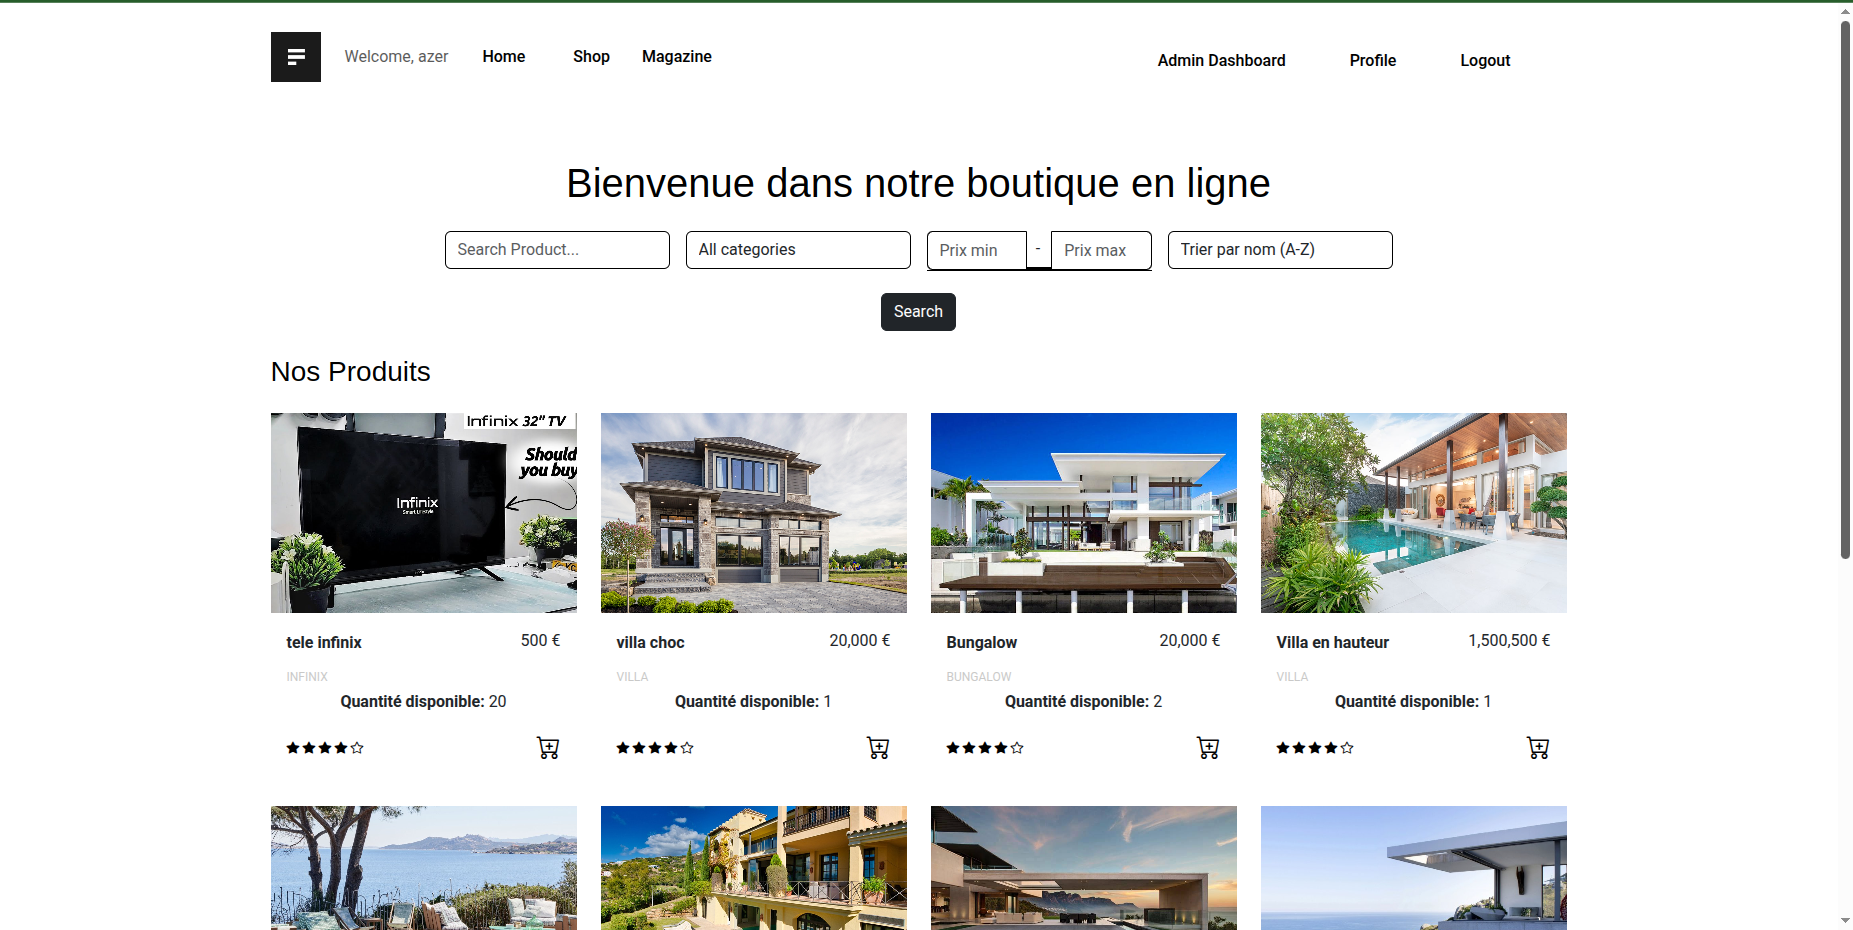 Welcome, azer Home Shop Magazine Admin Dashboard Profile Logout
Bienvenue dans notre boutique en ligne
Search Product... All categories Prix min - Prix max Trier par nom (A-Z)
Search
Nos Produits
Infinix 32" TV
Should
you buy
Infinix
tele infinix 500 €
INFINIX
Quantité disponible: 20
villa choc 20,000 €
VILLA
Quantité disponible: 1
Bungalow 20,000 €
BUNGALOW
Quantité disponible: 2
Villa en hauteur 1,500,500 €
VILLA
Quantité disponible: 1